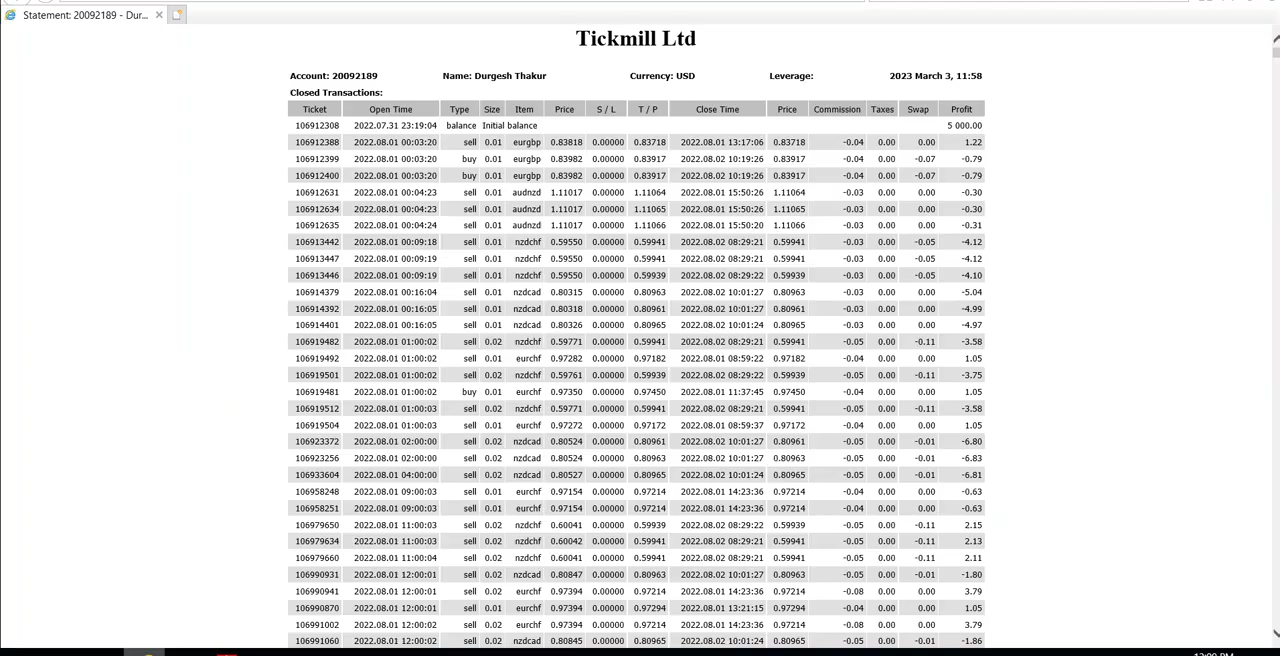 Statement: 20092189 - Dur...
Tickmill Ltd
Account: 20092189 Name: Durgesh Thakur Currency: USD Leverage: 2023 March 3, 11:58
Closed Transactions:
Ticket Open Time Type Size Item Price S / L T / P Close Time Price Commission Taxes Swap Profit
106912308 2022.07.31 23:19:04 balance Initial balance 5 000.00
106912388 2022.08.01 00:03:20 sell 0.01 eurgbp 0.83818 0.00000 0.83718 2022.08.01 13:17:06 0.83718 -0.04 0.00 0.00 1.22
106912399 2022.08.01 00:03:20 buy 0.01 eurgbp 0.83982 0.00000 0.83917 2022.08.02 10:19:26 0.83917 -0.04 0.00 -0.07 -0.79
106912400 2022.08.01 00:03:20 buy 0.01 eurgbp 0.83982 0.00000 0.83917 2022.08.02 10:19:26 0.83917 -0.04 0.00 -0.07 -0.79
106912631 2022.08.01 00:04:23 sell 0.01 audnzd 1.11017 0.00000 1.11064 2022.08.01 15:50:26 1.11064 -0.03 0.00 0.00 -0.30
106912634 2022.08.01 00:04:23 sell 0.01 audnzd 1.11017 0.00000 1.11065 2022.08.01 15:50:26 1.11065 -0.03 0.00 0.00 -0.30
106912635 2022.08.01 00:04:24 sell 0.01 audnzd 1.11017 0.00000 1.11066 2022.08.01 15:50:20 1.11066 -0.03 0.00 0.00 -0.31
106913442 2022.08.01 00:09:18 sell 0.01 nzdchf 0.59550 0.00000 0.59941 2022.08.02 08:29:21 0.59941 -0.03 0.00 -0.05 -4.12
106913447 2022.08.01 00:09:19 sell 0.01 nzdchf 0.59550 0.00000 0.59941 2022.08.02 08:29:21 0.59941 -0.03 0.00 -0.05 -4.12
106913446 2022.08.01 00:09:19 sell 0.01 nzdchf 0.59550 0.00000 0.59939 2022.08.02 08:29:22 0.59939 -0.03 0.00 -0.05 -4.10
106914379 2022.08.01 00:16:04 sell 0.01 nzdcad 0.80315 0.00000 0.80963 2022.08.02 10:01:27 0.80963 -0.03 0.00 0.00 -5.04
106914392 2022.08.01 00:16:05 sell 0.01 nzdcad 0.80318 0.00000 0.80961 2022.08.02 10:01:27 0.80961 -0.03 0.00 0.00 -4.99
106914401 2022.08.01 00:16:05 sell 0.01 nzdcad 0.80326 0.00000 0.80965 2022.08.02 10:01:24 0.80965 -0.03 0.00 0.00 -4.97
106919482 2022.08.01 01:00:02 sell 0.02 nzdchf 0.59771 0.00000 0.59941 2022.08.02 08:29:21 0.59941 -0.05 0.00 -0.11 -3.58
106919492 2022.08.01 01:00:02 sell 0.01 eurchf 0.97282 0.00000 0.97182 2022.08.01 08:59:22 0.97182 -0.04 0.00 0.00 1.05
106919501 2022.08.01 01:00:02 sell 0.02 nzdchf 0.59761 0.00000 0.59939 2022.08.02 08:29:22 0.59939 -0.05 0.00 -0.11 -3.75
106919481 2022.08.01 01:00:02 buy 0.01 eurchf 0.97350 0.00000 0.97450 2022.08.01 11:37:45 0.97450 -0.04 0.00 0.00 1.05
106919512 2022.08.01 01:00:03 sell 0.02 nzdchf 0.59771 0.00000 0.59941 2022.08.02 08:29:21 0.59941 -0.05 0.00 -0.11 -3.58
106919504 2022.08.01 01:00:03 sell 0.01 eurchf 0.97272 0.00000 0.97172 2022.08.01 08:59:37 0.97172 -0.04 0.00 0.00 1.05
106923372 2022.08.01 02:00:00 sell 0.02 nzdcad 0.80524 0.00000 0.80961 2022.08.02 10:01:27 0.80961 -0.05 0.00 -0.01 -6.80
106923256 2022.08.01 02:00:00 sell 0.02 nzdcad 0.80524 0.00000 0.80963 2022.08.02 10:01:27 0.80963 -0.05 0.00 -0.01 -6.83
106933604 2022.08.01 04:00:00 sell 0.02 nzdcad 0.80527 0.00000 0.80965 2022.08.02 10:01:24 0.80965 -0.05 0.00 -0.01 -6.81
106958248 2022.08.01 09:00:03 sell 0.01 eurchf 0.97154 0.00000 0.97214 2022.08.01 14:23:36 0.97214 -0.04 0.00 0.00 -0.63
106958251 2022.08.01 09:00:03 sell 0.01 eurchf 0.97154 0.00000 0.97214 2022.08.01 14:23:36 0.97214 -0.04 0.00 0.00 -0.63
106979650 2022.08.01 11:00:03 sell 0.02 nzdchf 0.60041 0.00000 0.59939 2022.08.02 08:29:22 0.59939 -0.05 0.00 -0.11 2.15
106979634 2022.08.01 11:00:03 sell 0.02 nzdchf 0.60042 0.00000 0.59941 2022.08.02 08:29:21 0.59941 -0.05 0.00 -0.11 2.13
106979660 2022.08.01 11:00:04 sell 0.02 nzdchf 0.60041 0.00000 0.59941 2022.08.02 08:29:21 0.59941 -0.05 0.00 -0.11 2.11
106990931 2022.08.01 12:00:01 sell 0.02 nzdcad 0.80847 0.00000 0.80963 2022.08.02 10:01:27 0.80963 -0.05 0.00 -0.01 -1.80
106990941 2022.08.01 12:00:01 sell 0.02 eurchf 0.97394 0.00000 0.97214 2022.08.01 14:23:36 0.97214 -0.08 0.00 0.00 3.79
106990870 2022.08.01 12:00:01 sell 0.01 eurchf 0.97394 0.00000 0.97294 2022.08.01 13:21:15 0.97294 -0.04 0.00 0.00 1.05
106991002 2022.08.01 12:00:02 sell 0.02 eurchf 0.97394 0.00000 0.97214 2022.08.01 14:23:36 0.97214 -0.08 0.00 0.00 3.79
106991060 2022.08.01 12:00:02 sell 0.02 nzdcad 0.80845 0.00000 0.80965 2022.08.02 10:01:24 0.80965 -0.05 0.00 -0.01 -1.86